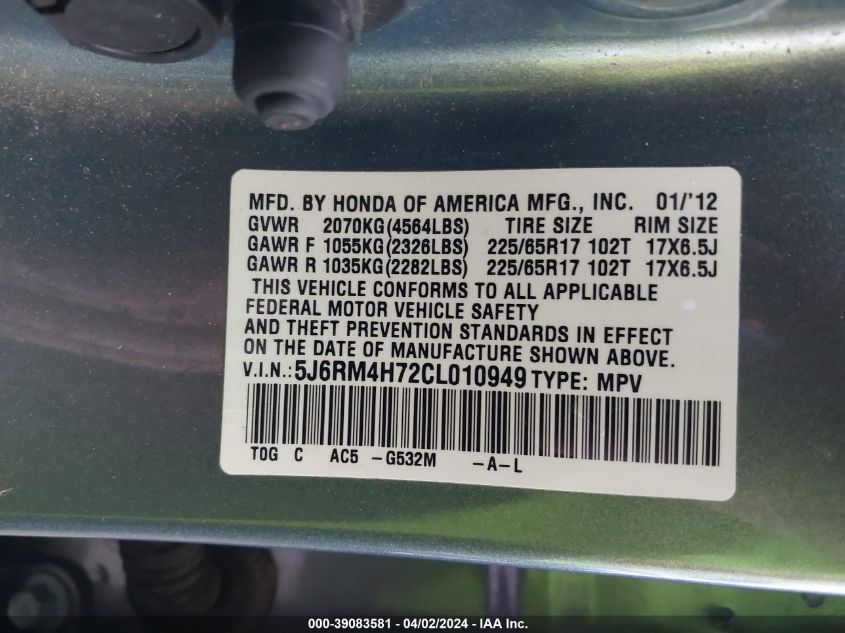 MFD. BY HONDA OF AMERICA MFG., INC. 01/'12
GVWR 2070KG(4564LBS) TIRE SIZE RIM SIZE
GAWR F 1055KG(2326LBS) 225/65R17 102T 17X6.5J
GAWR R 1035KG(2282LBS) 225/65R17 102T 17X6.5J
THIS VEHICLE CONFORMS TO ALL APPLICABLE
FEDERAL MOTOR VEHICLE SAFETY
AND THEFT PREVENTION STANDARDS IN EFFECT
ON THE DATE OF MANUFACTURE SHOWN ABOVE.
V.I.N.:5J6RM4H72CL010949 TYPE: MPV
TOG C AC5 -G532M -A-L
000-39083581 - 04/02/2024 - IAA Inc.